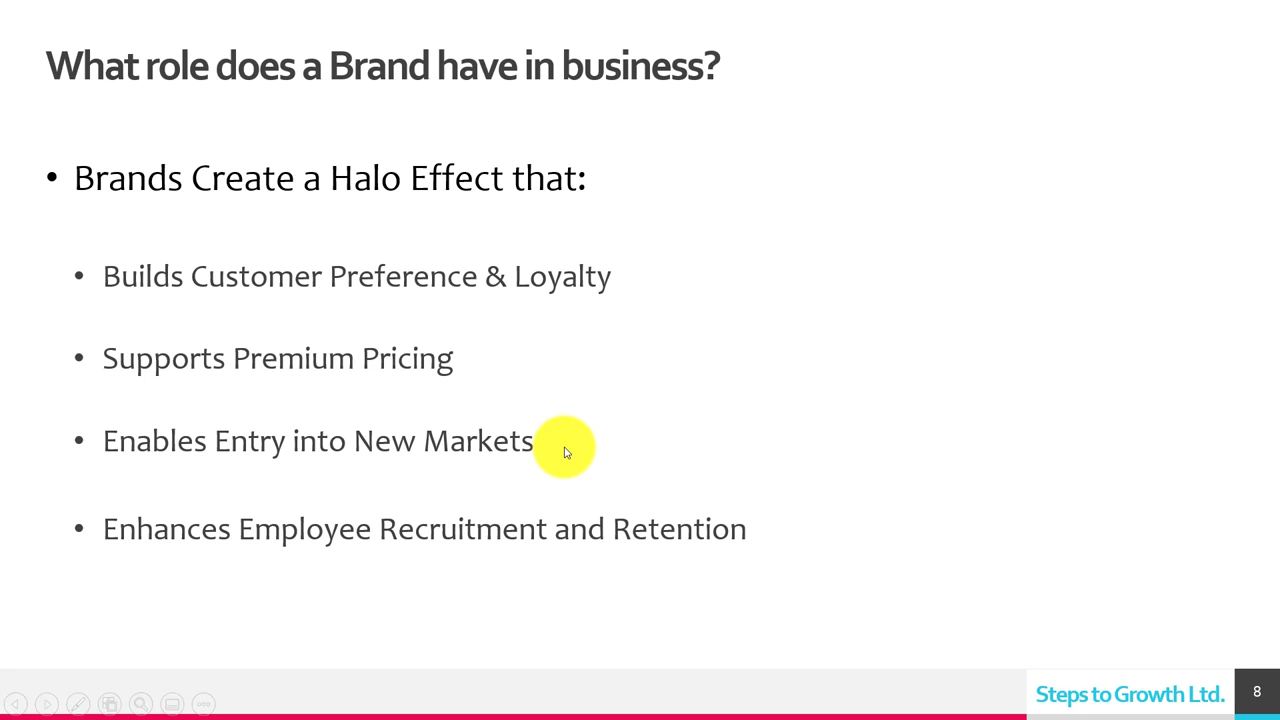 What role does a Brand have in business?
• Brands Create a Halo Effect that:
• Builds Customer Preference & Loyalty
• Supports Premium Pricing
• Enables Entry into New Markets
• Enhances Employee Recruitment and Retention
Steps to Growth Ltd.
8